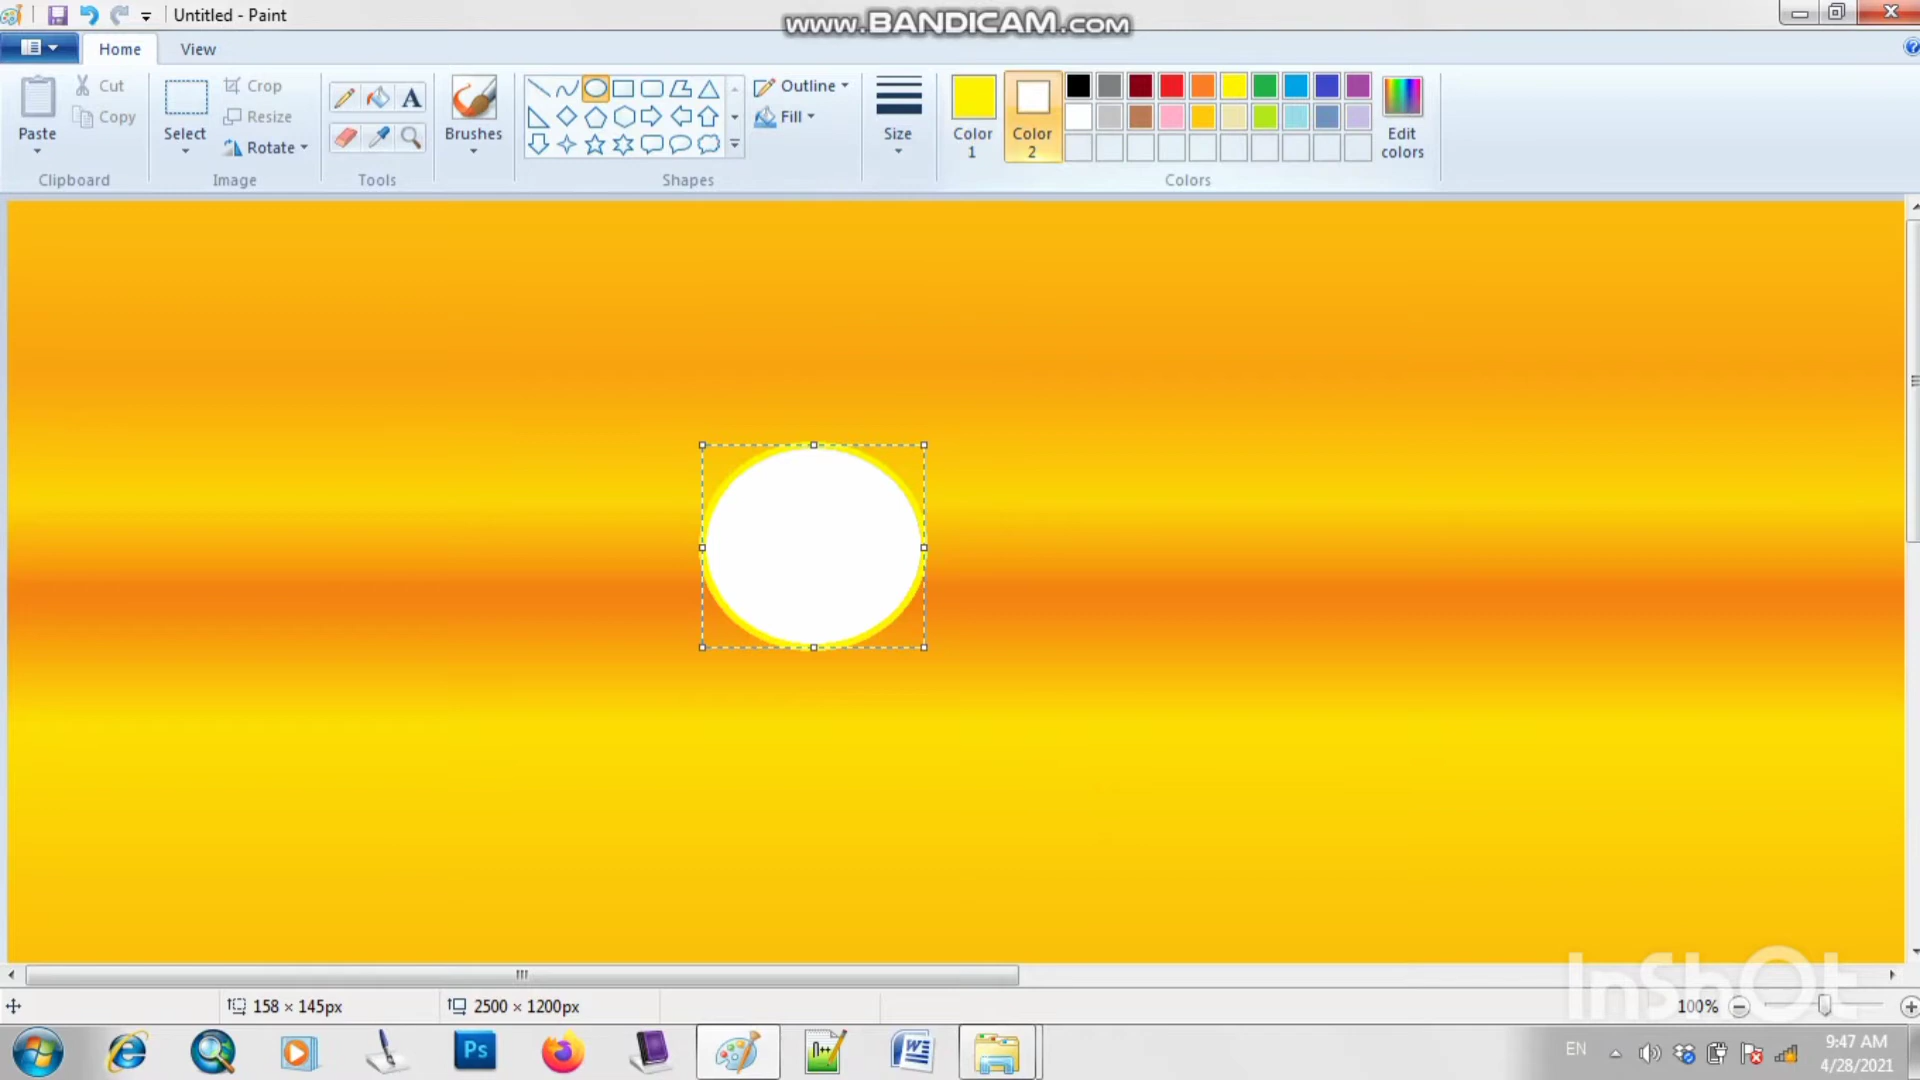 Untitled - Paint
www.BANDICAM.com
Home
View
Paste
Cut
Copy
Clipboard
Select
Crop
Resize
Rotate
Image
A
Tools
Brushes
Shapes
Outline
Fill
Size
Color
1
Color
2
Edit
colors
Colors
InShOt
158 × 145px
2500 × 1200px
100%
Ps
n++
W
EN
9:47 AM
4/28/2021